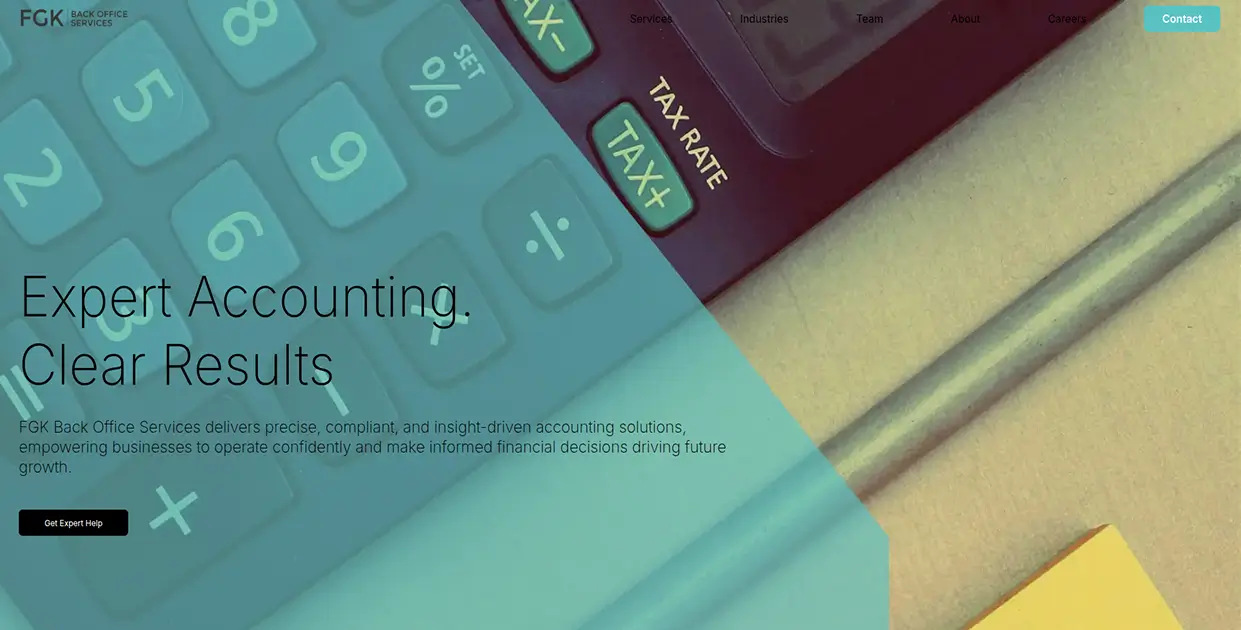 FGK BACK OFFICE SERVICES
Services Industries Team About Careers Contact
8
5
SET
%
TAX-
TAX RATE
TAX+
2
9
6
÷
3
×
=
-
+
Expert Accounting.
Clear Results
FGK Back Office Services delivers precise, compliant, and insight-driven accounting solutions,
empowering businesses to operate confidently and make informed financial decisions driving future
growth.
Get Expert Help